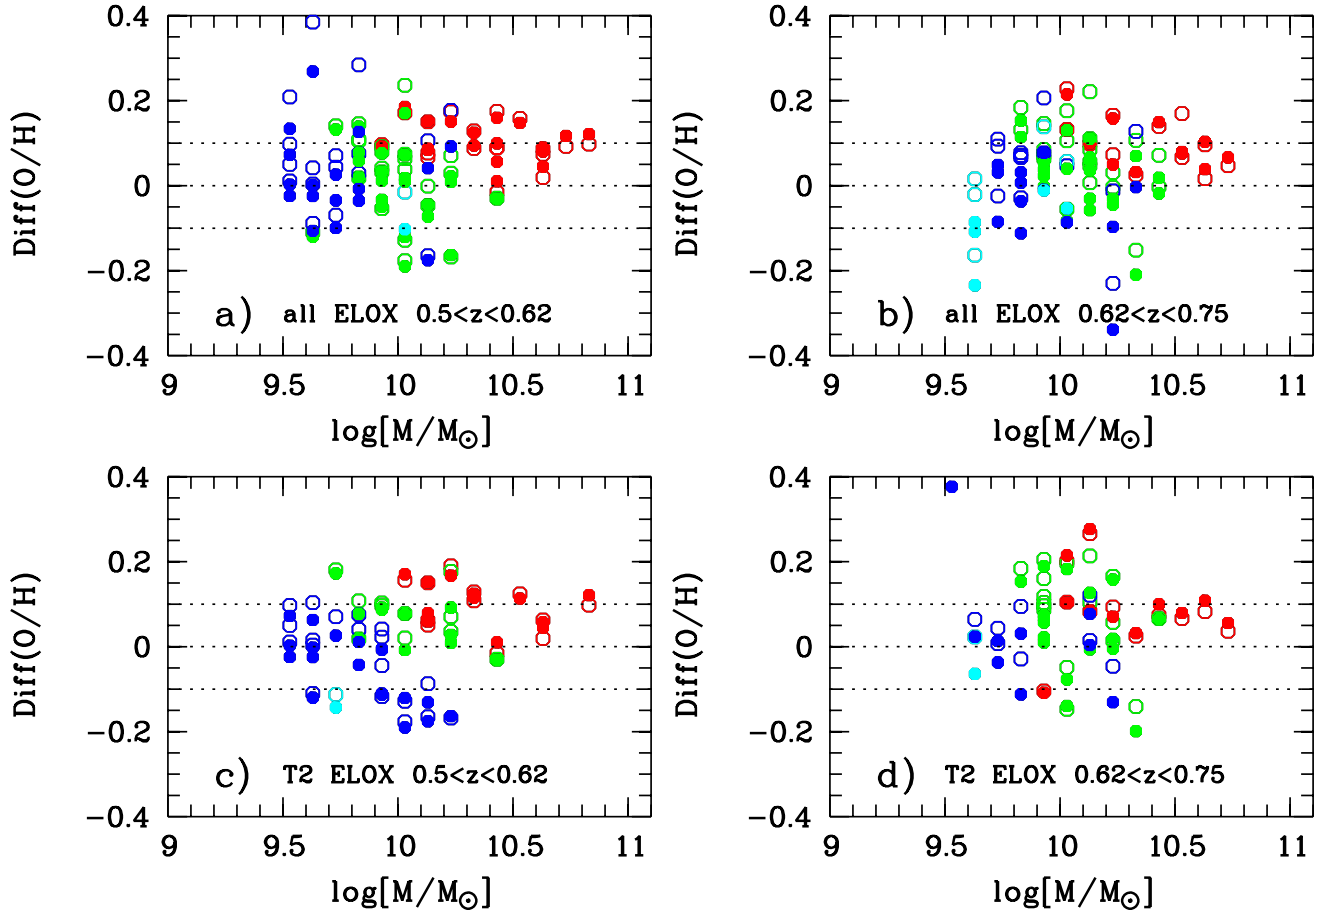 0.4
0.2
0
−0.2
−0.4
Diff(O/H)
a) all ELOX 0.5<z<0.62
9 9.5 10 10.5 11
log[M/M⊙]
0.4
0.2
0
−0.2
−0.4
Diff(O/H)
b) all ELOX 0.62<z<0.75
9 9.5 10 10.5 11
log[M/M⊙]
0.4
0.2
0
−0.2
−0.4
Diff(O/H)
c) T2 ELOX 0.5<z<0.62
9 9.5 10 10.5 11
log[M/M⊙]
0.4
0.2
0
−0.2
−0.4
Diff(O/H)
d) T2 ELOX 0.62<z<0.75
9 9.5 10 10.5 11
log[M/M⊙]